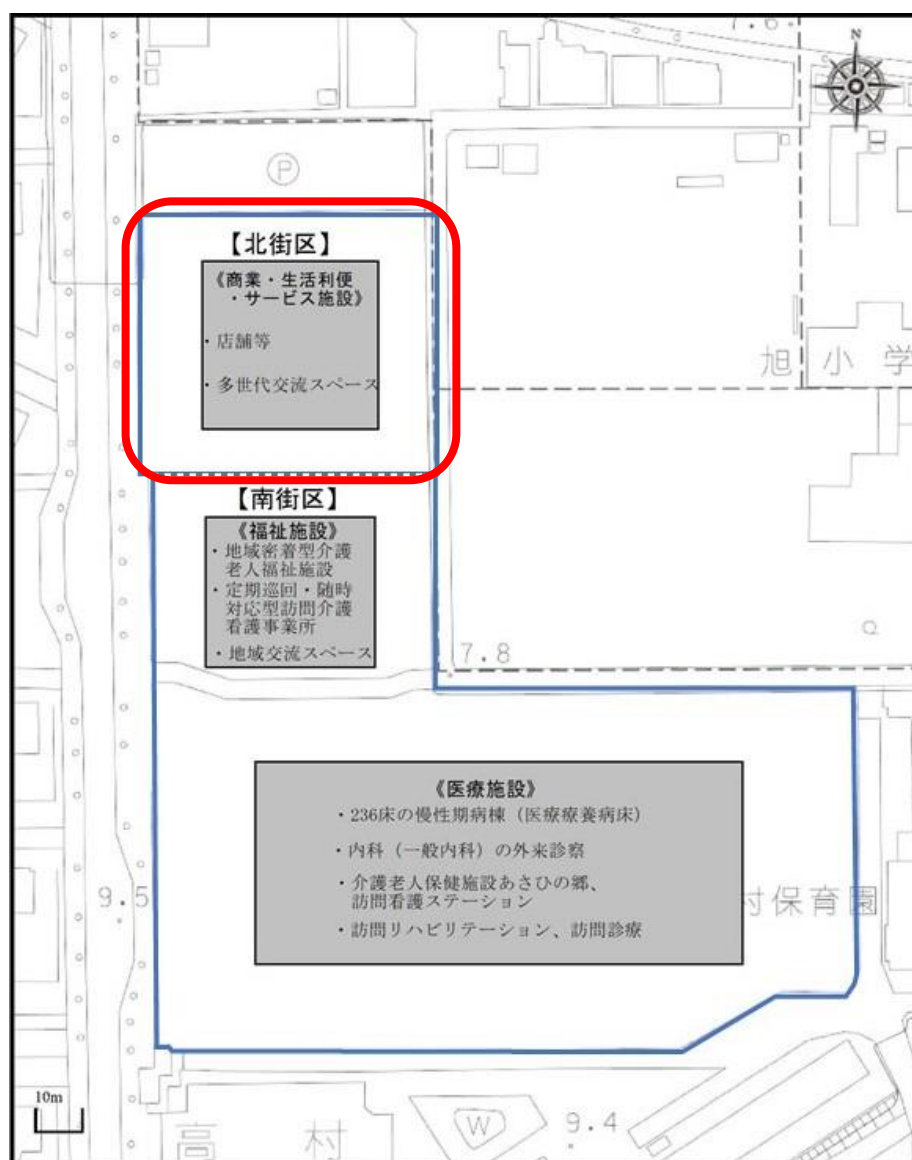 7.6.
N
P
【北街区】
《商業・生活利便
・サービス施設》
・店舗等
・多世代交流スペース
旭小学
【南街区】
《福祉施設》
・地域密着型介護
老人福祉施設
・定期巡回・随時
対応型訪問介護
看護事業所
・地域交流スペース
7.8
《医療施設》
・236床の慢性期病棟（医療療養病床）
・内科（一般内科）の外来診察
・介護老人保健施設あさひの郷、
訪問看護ステーション
・訪問リハビリテーション、訪問診療
9.5
村保育園
10m
高村
W
9.4